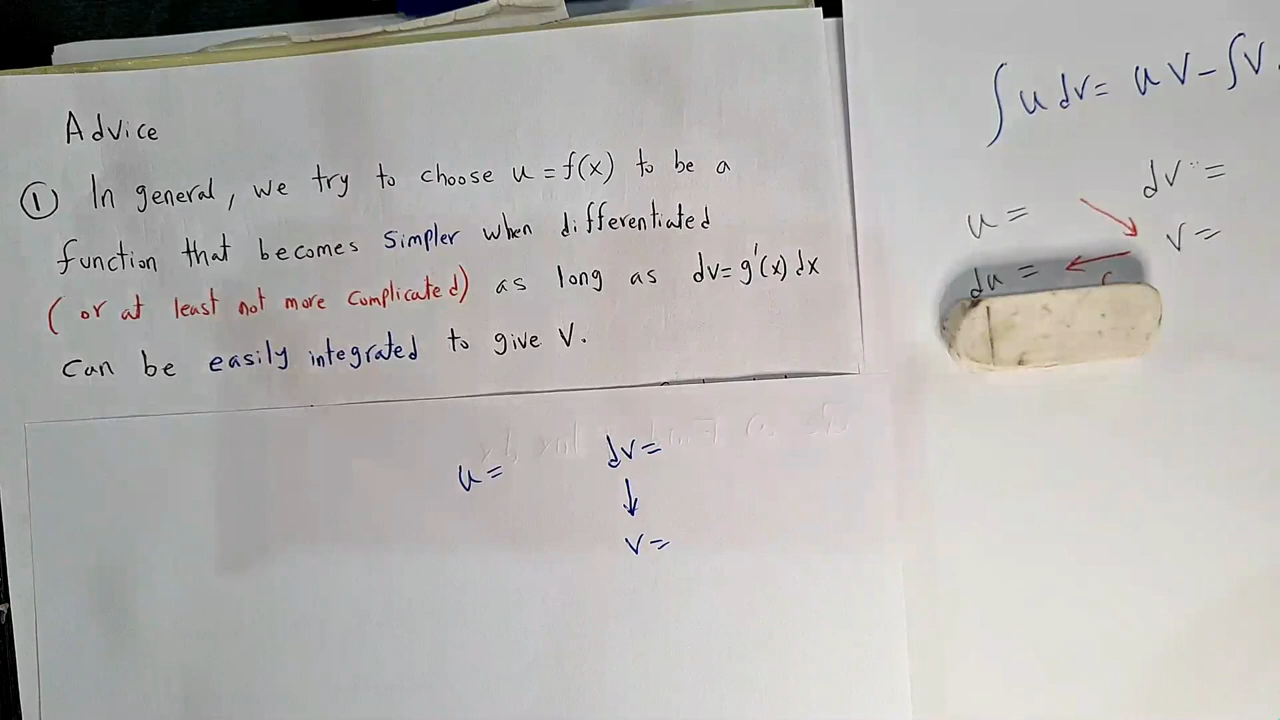 Advice
① In general, we try to choose u = f(x) to be a
function that becomes simpler when differentiated
(or at least not more complicated) as long as dv = g'(x) dx
can be easily integrated to give v.
u = dv =
↓
v =
∫ u dv = uv - ∫ v
u = dv =
du = v =